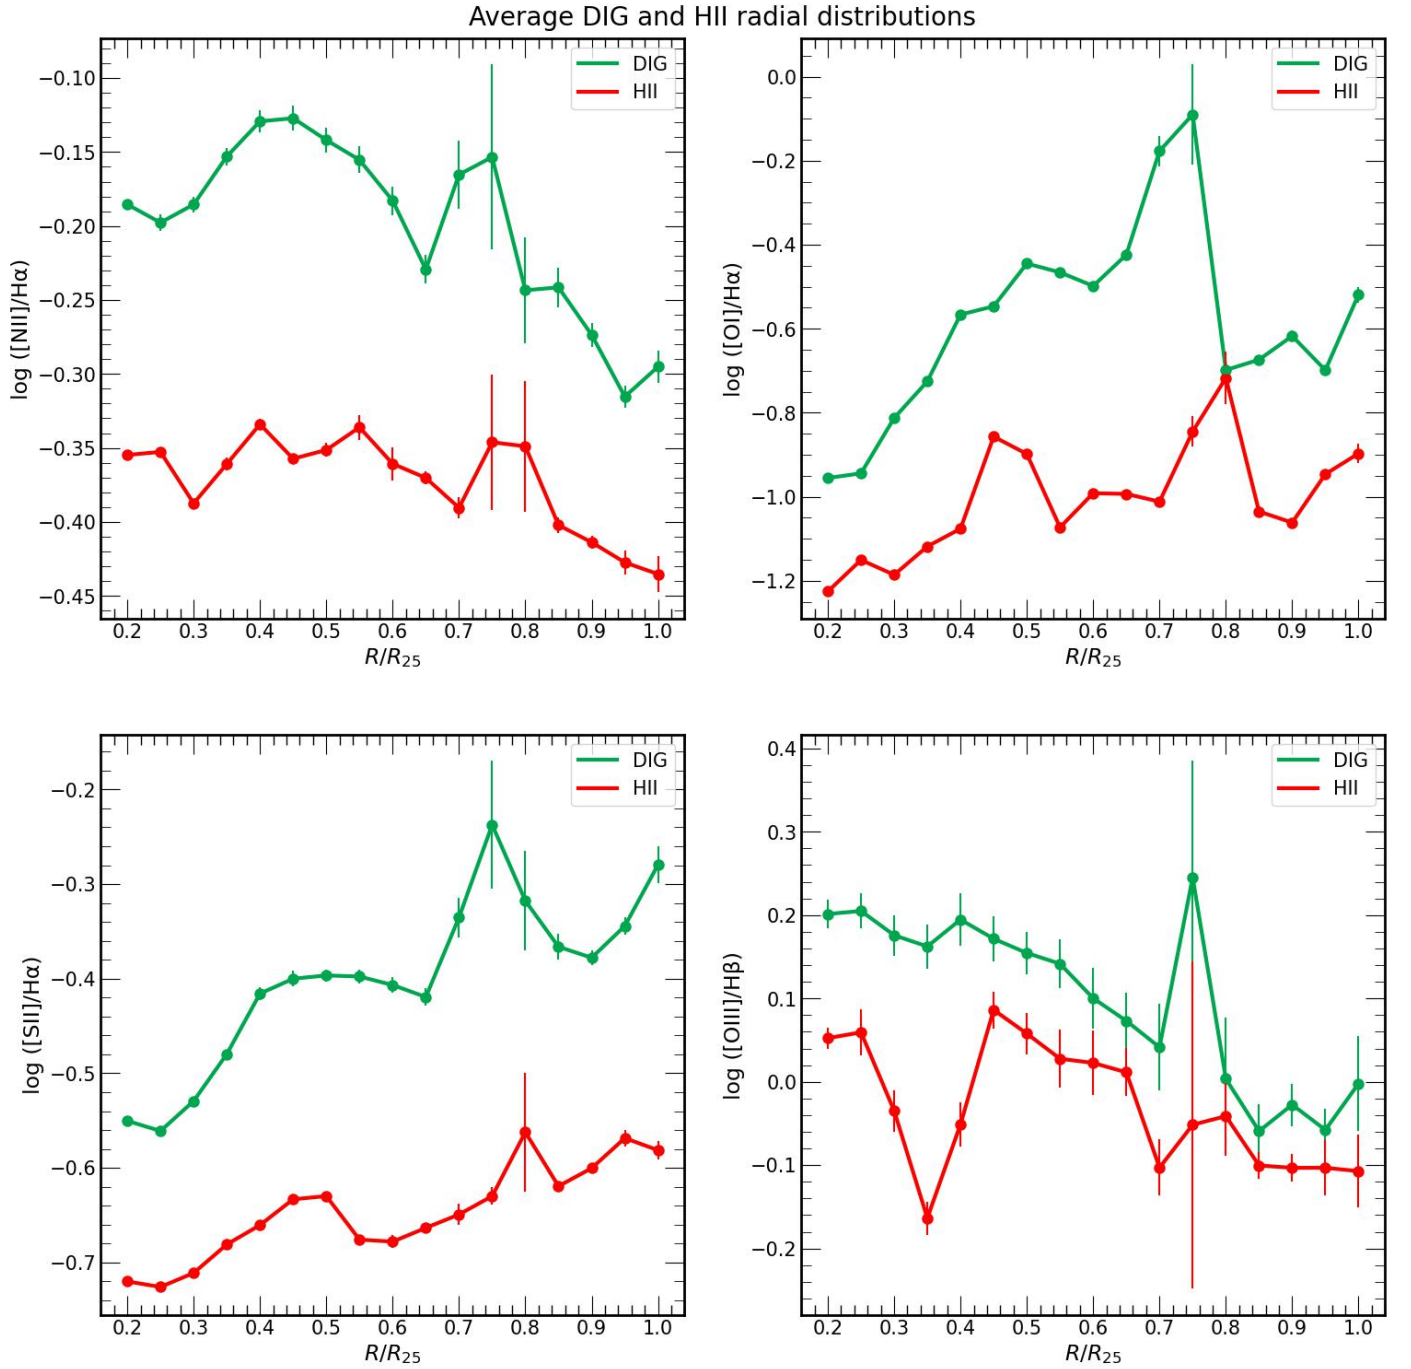 Average DIG and HII radial distributions
DIG
HII
−0.10
−0.15
−0.20
−0.25
−0.30
−0.35
−0.40
−0.45
log ([NII]/Hα)
0.2 0.3 0.4 0.5 0.6 0.7 0.8 0.9 1.0
R/R25
DIG
HII
0.0
−0.2
−0.4
−0.6
−0.8
−1.0
−1.2
log ([OI]/Hα)
0.2 0.3 0.4 0.5 0.6 0.7 0.8 0.9 1.0
R/R25
DIG
HII
−0.2
−0.3
−0.4
−0.5
−0.6
−0.7
log ([SII]/Hα)
0.2 0.3 0.4 0.5 0.6 0.7 0.8 0.9 1.0
R/R25
DIG
HII
0.4
0.3
0.2
0.1
0.0
−0.1
−0.2
log ([OIII]/Hβ)
0.2 0.3 0.4 0.5 0.6 0.7 0.8 0.9 1.0
R/R25